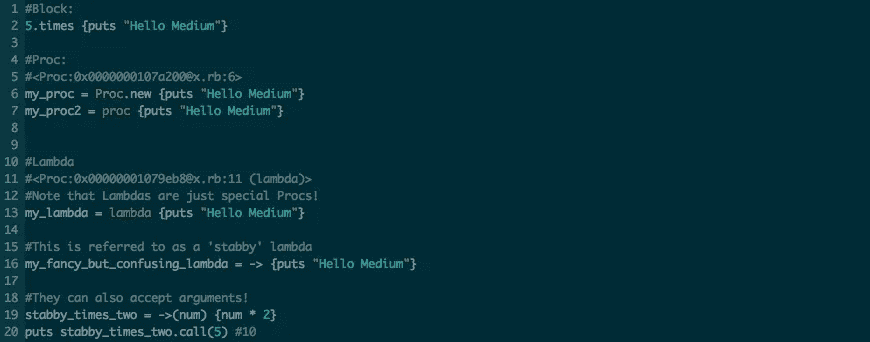 1 #Block:
2 5.times {puts "Hello Medium"}
3
4 #Proc:
5 #<Proc:0x0000000107a200@x.rb:6>
6 my_proc = Proc.new {puts "Hello Medium"}
7 my_proc2 = proc {puts "Hello Medium"}
8
9
10 #Lambda
11 #<Proc:0x00000001079eb8@x.rb:11 (lambda)>
12 #Note that Lambdas are just special Procs!
13 my_lambda = lambda {puts "Hello Medium"}
14
15 #This is referred to as a 'stabby' lambda
16 my_fancy_but_confusing_lambda = -> {puts "Hello Medium"}
17
18 #They can also accept arguments!
19 stabby_times_two = ->(num) {num * 2}
20 puts stabby_times_two.call(5) #10